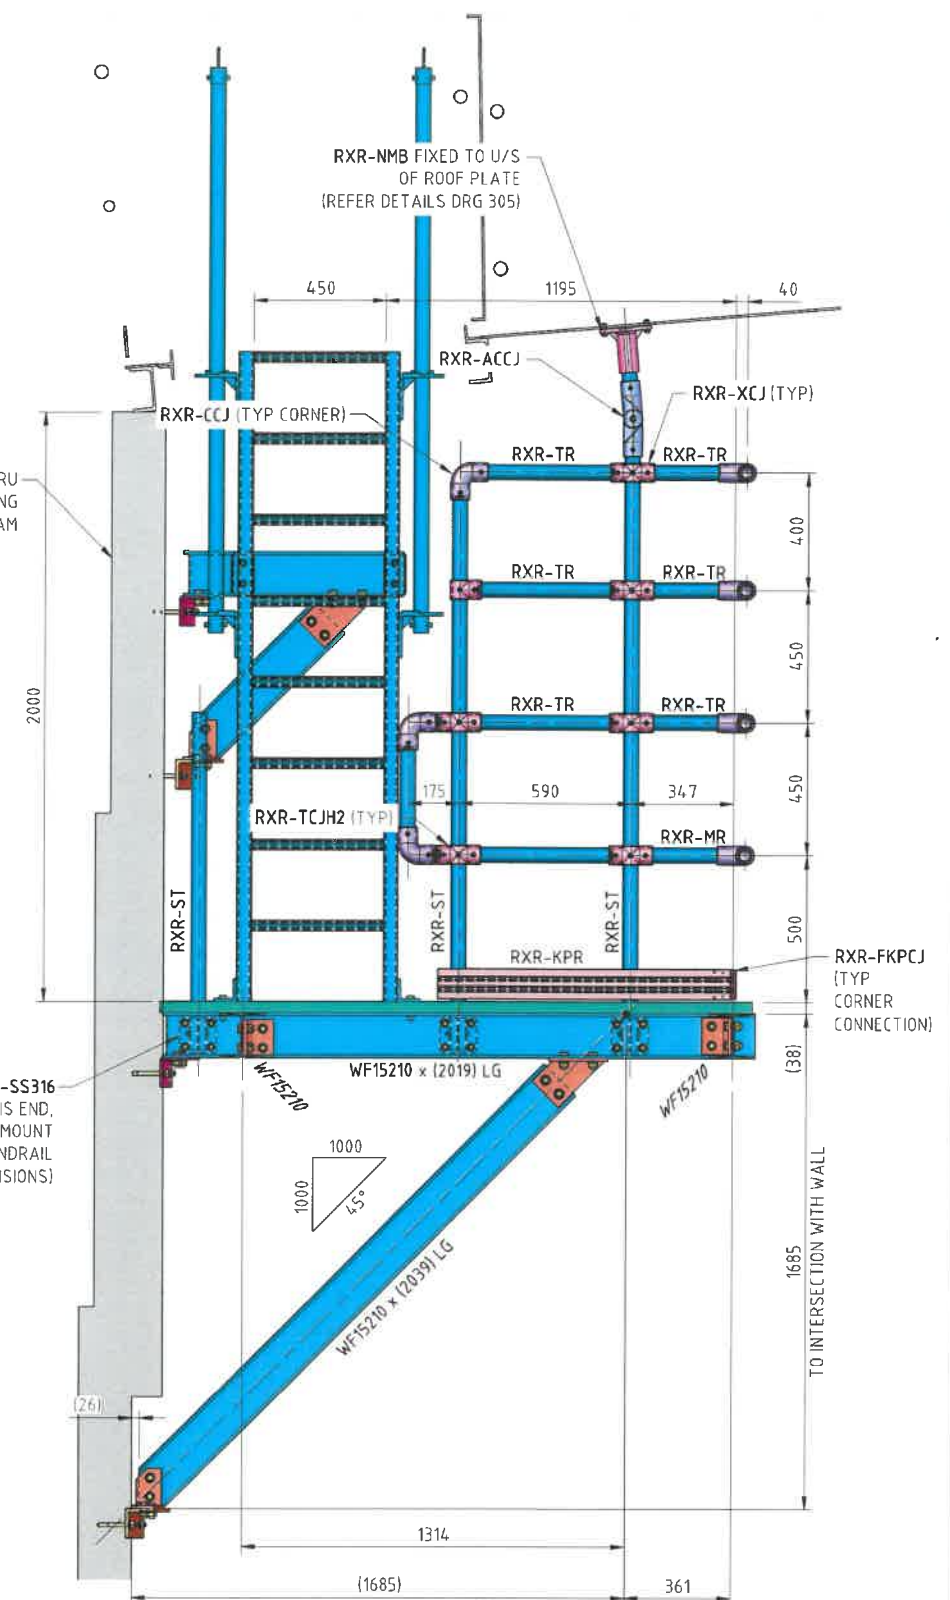 RXR-NMB FIXED TO U/S
OF ROOF PLATE
(REFER DETAILS DRG 305)
450
1195
40
RXR-ACCJ
RXR-XCJ (TYP)
RXR-CCJ (TYP CORNER)
RXR-TR
RXR-TR
RU
NG
AM
400
RXR-TR
RXR-TR
450
2000
RXR-TR
RXR-TR
175
590
347
450
RXR-TCJH2 (TYP)
RXR-MR
RXR-ST
RXR-ST
RXR-ST
500
RXR-KPR
RXR-FKPCJ
(TYP
CORNER
CONNECTION)
(38)
WF15210
WF15210 x (2019) LG
WF15210
-SS316
IS END,
MOUNT
NDRAIL
ISIONS)
1000
1000
45°
1685
TO INTERSECTION WITH WALL
WF15210 x (2039) LG
(26)
1314
(1685)
361